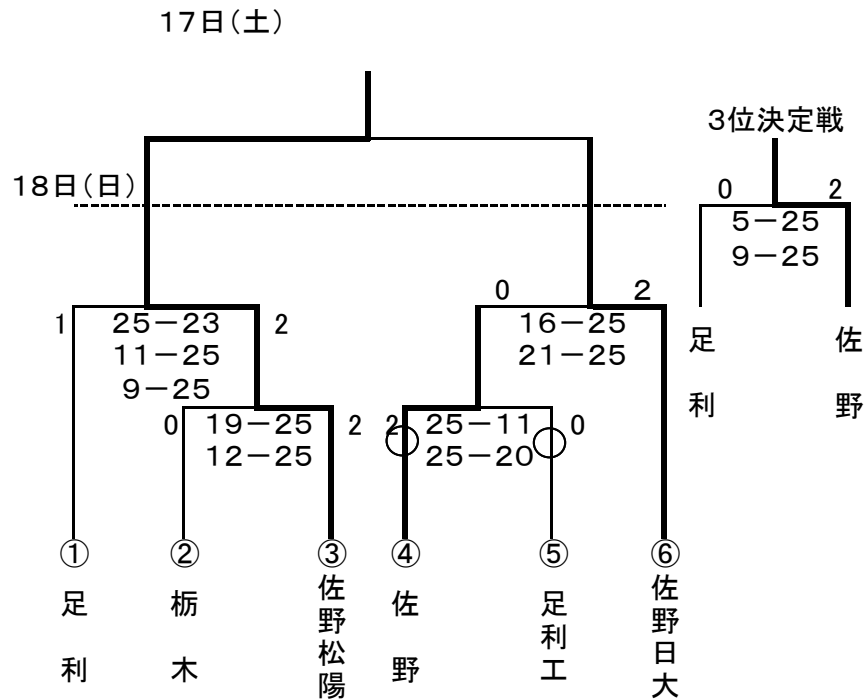 17日(土)
3位決定戦
18日(日)
0 2
5-25
9-25
足利
佐野
0 2
16-25
21-25
1 2
25-23
11-25
9-25
0 2
19-25
12-25
2 0
25-11
25-20
① ② ③ ④ ⑤ ⑥
足利
栃木
佐野松陽
佐野
足利工
佐野日大